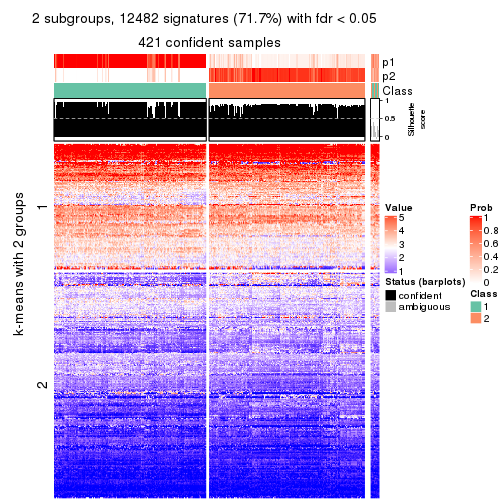 2 subgroups, 12482 signatures (71.7%) with fdr < 0.05
421 confident samples
p1
p2
Class
1
0.5
0
Silhouette
score
k-means with 2 groups
1
2
Value
5
4
3
2
1
Status (barplots)
confident
ambiguous
Prob
1
0.8
0.6
0.4
0.2
0
Class
1
2